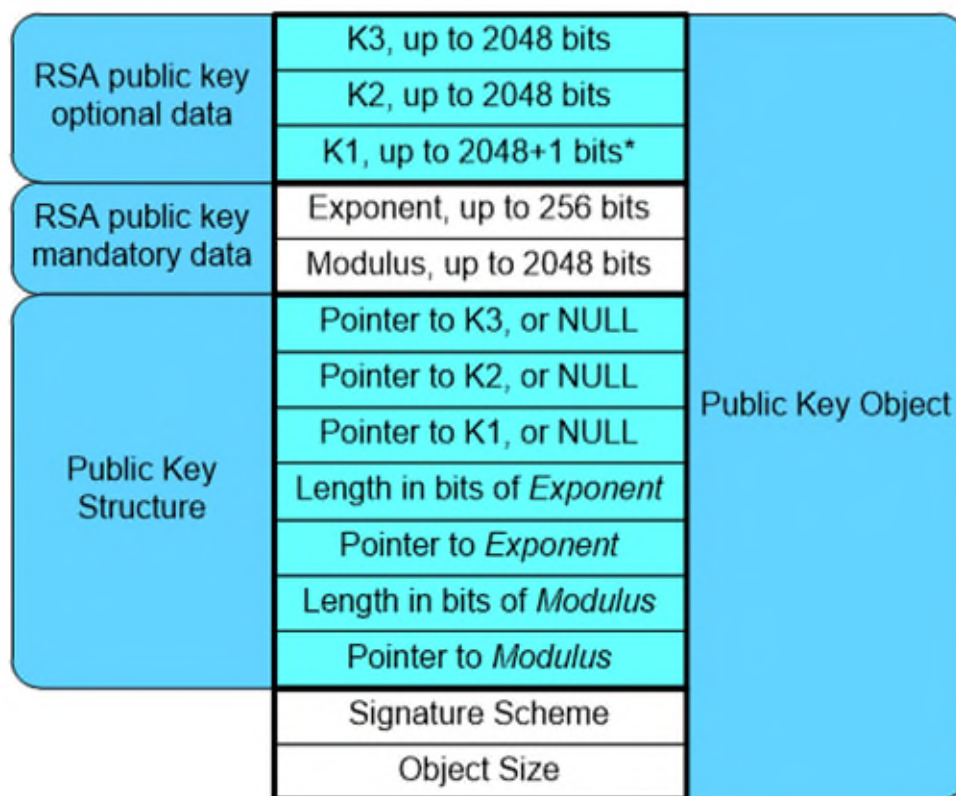 RSA public key
optional data
K3, up to 2048 bits
K2, up to 2048 bits
K1, up to 2048+1 bits*
RSA public key
mandatory data
Exponent, up to 256 bits
Modulus, up to 2048 bits
Public Key
Structure
Pointer to K3, or NULL
Pointer to K2, or NULL
Pointer to K1, or NULL
Length in bits of Exponent
Pointer to Exponent
Length in bits of Modulus
Pointer to Modulus
Signature Scheme
Object Size
Public Key Object